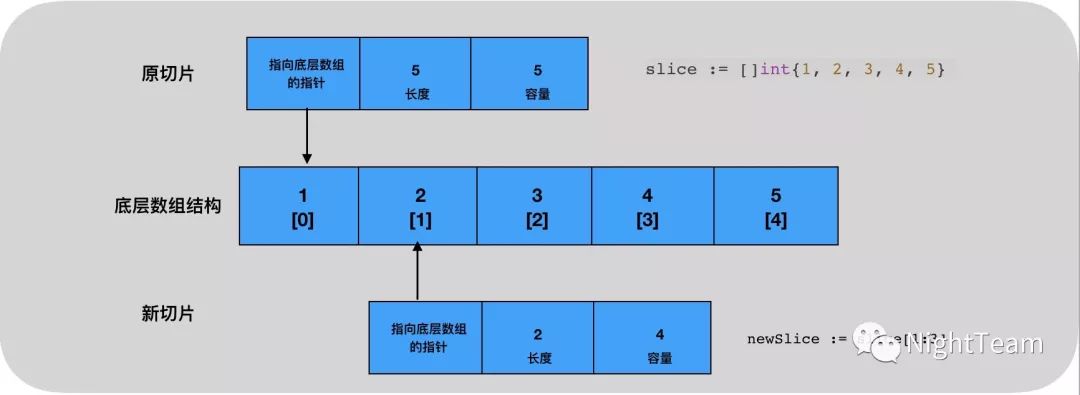 原切片
指向底层数组
的指针
5
长度
5
容量
slice := []int{1, 2, 3, 4, 5}
底层数组结构
1
[0]
2
[1]
3
[2]
4
[3]
5
[4]
新切片
指向底层数组
的指针
2
长度
4
容量
newSlice := slice[1:3]
NightTeam